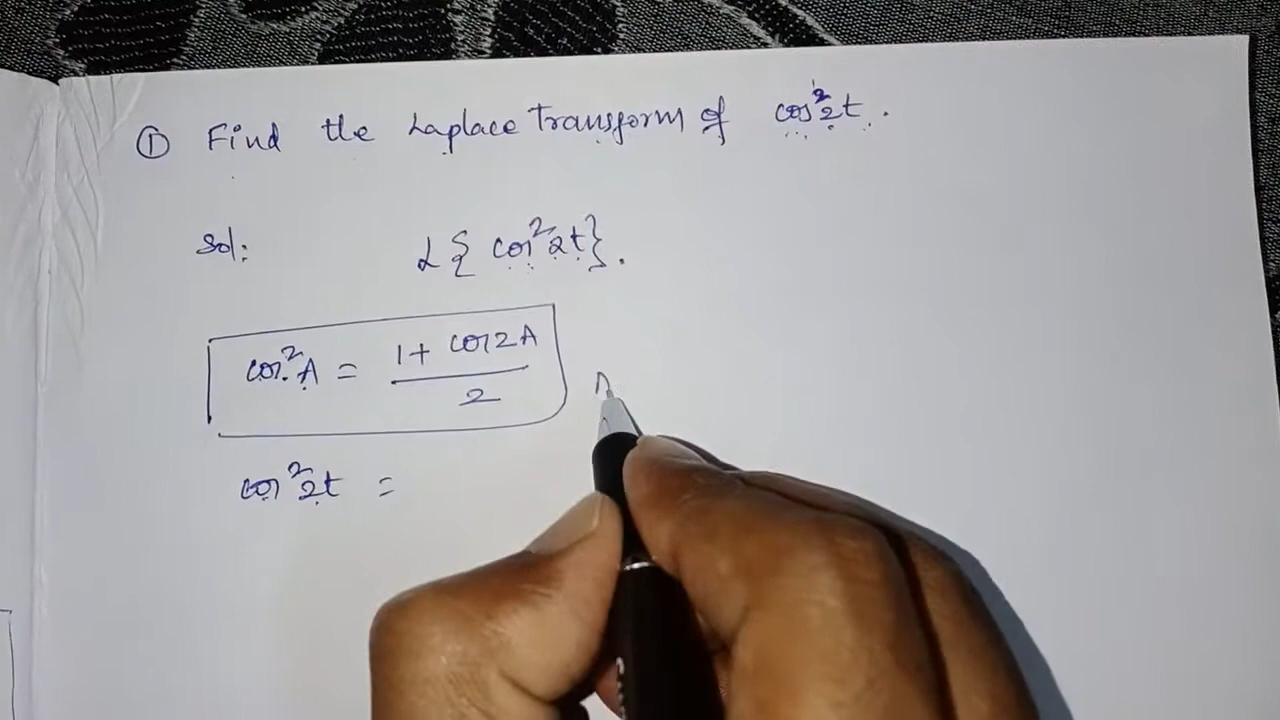 ① Find the Laplace Transform of cos²2t.
Sol: L{cos²2t}.
cos²A = 1 + cos2A / 2
cos²2t =